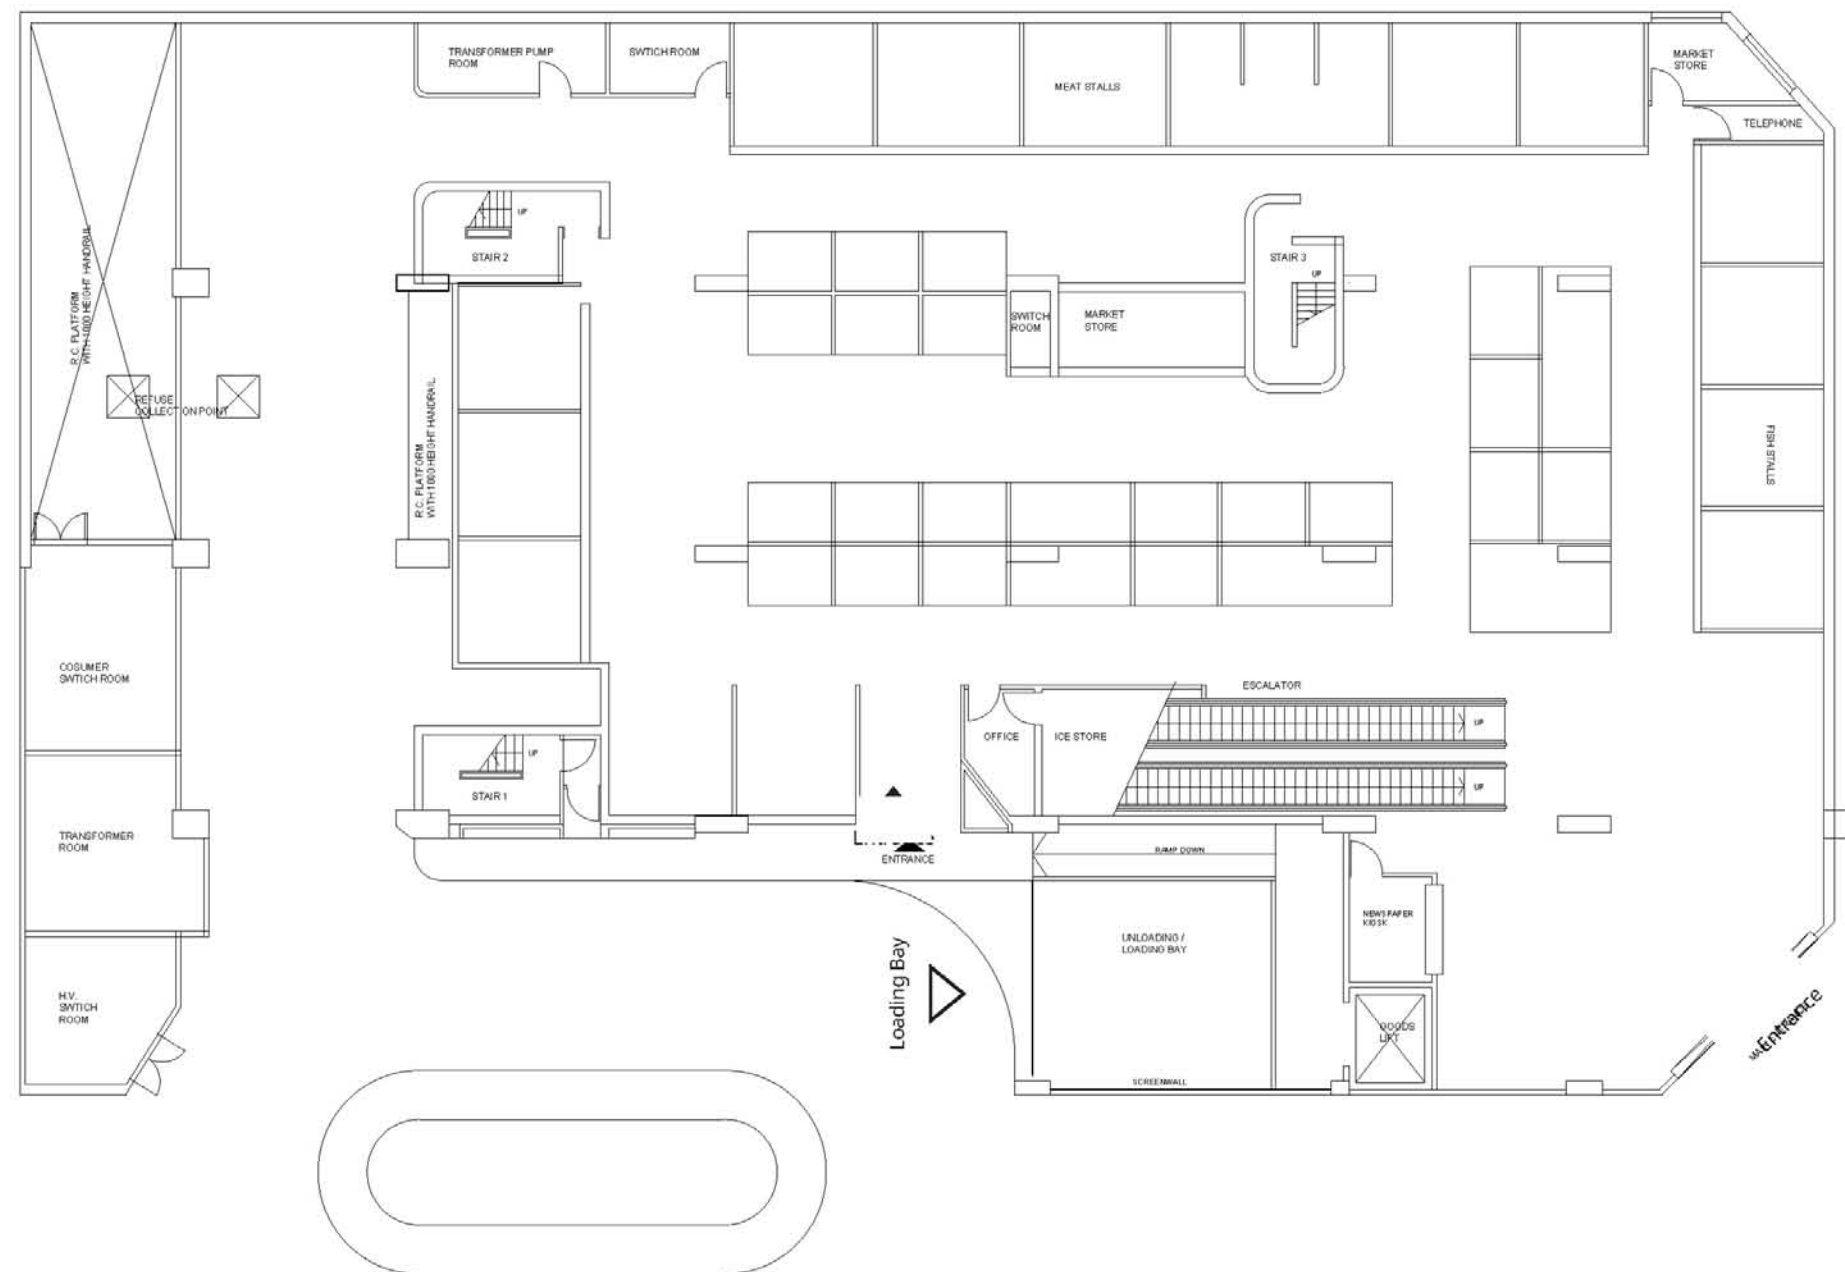 TRANSFORMER PUMP
ROOM
SWTICH ROOM
MEAT STALLS
MARKET
STORE
TELEPHONE
UP
STAIR 2
STAIR 3
UP
R.C. PLATFORM
WITH 1000 HEIGHT HANDRAIL
SWITCH
ROOM
MARKET
STORE
REFUSE
COLLECTION POINT
R.C. PLATFORM
WITH 1000 HEIGHT HANDRAIL
FISH STALLS
COSUMER
SWTICH ROOM
ESCALATOR
UP
OFFICE
ICE STORE
UP
STAIR 1
UP
TRANSFORMER
ROOM
ENTRANCE
RAMP DOWN
NEWSPAPER
KIOSK
UNLOADING /
LOADING BAY
Loading Bay
H.V.
SWTICH
ROOM
GOODS
LIFT
Entrance
SCREENWALL